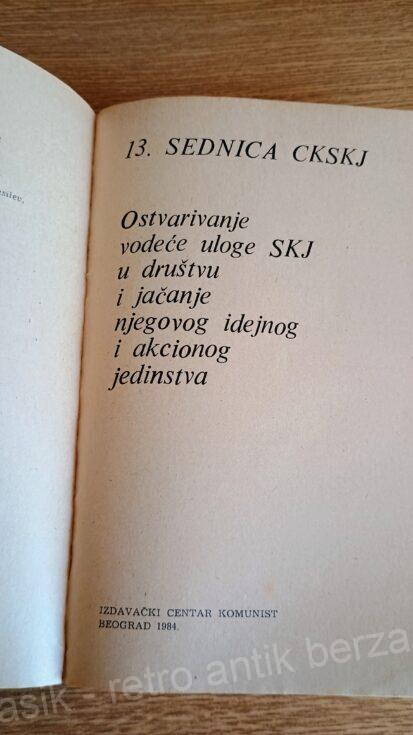 13. SEDNICA CKSKJ
Ostvarivanje
vodeće uloge SKJ
u društvu
i jačanje
njegovog idejnog
i akcionog
jedinstva
IZDAVAČKI CENTAR KOMUNIST
BEOGRAD 1984.
asik - retro antik berza